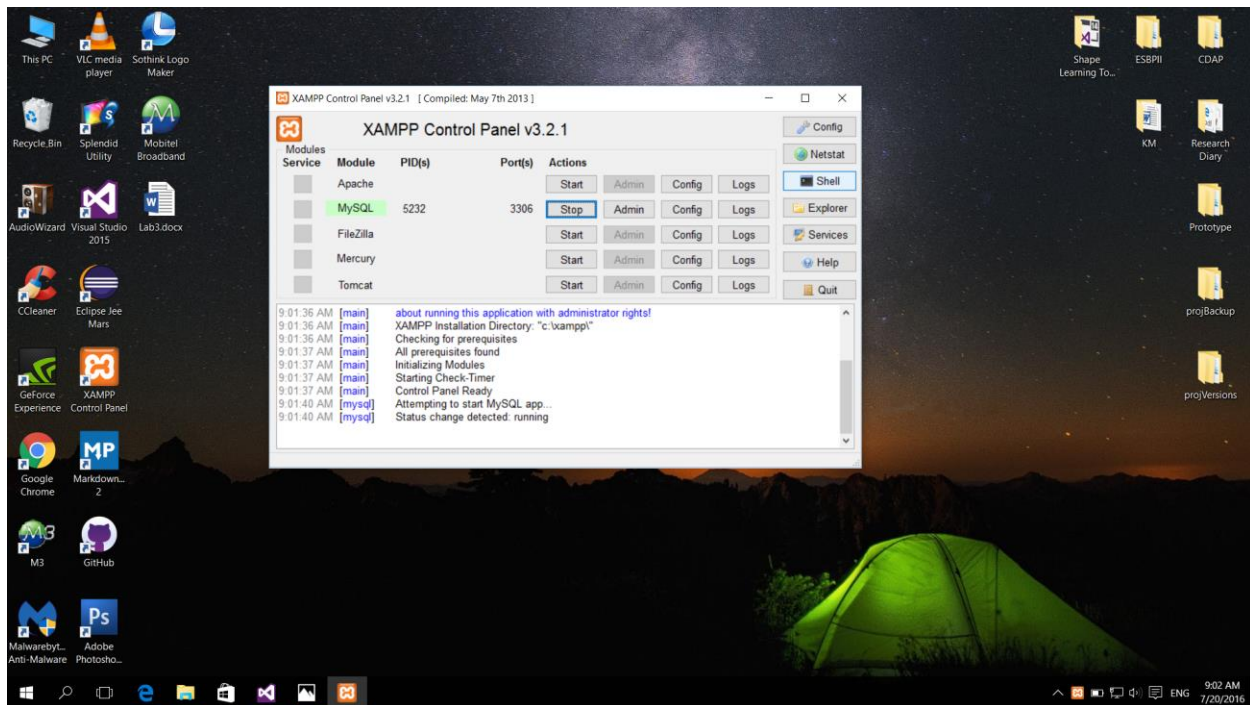 This PC
VLC media player
Sothink Logo Maker
Recycle Bin
Splendid Utility
Mobitel Broadband
AudioWizard
Visual Studio 2015
Lab3.docx
CCleaner
Eclipse Jee Mars
GeForce Experience
XAMPP Control Panel
Google Chrome
MP
Markdown... 2
M3
GitHub
Malwarebyt... Anti-Malware
Ps
Adobe Photosho...
XAMPP Control Panel v3.2.1 [ Compiled: May 7th 2013 ]
XAMPP Control Panel v3.2.1
Modules
Service Module PID(s) Port(s) Actions
Apache Start Admin Config Logs
MySQL 5232 3306 Stop Admin Config Logs
FileZilla Start Admin Config Logs
Mercury Start Admin Config Logs
Tomcat Start Admin Config Logs
Config
Netstat
Shell
Explorer
Services
Help
Quit
9:01:36 AM [main] about running this application with administrator rights!
9:01:36 AM [main] XAMPP Installation Directory: "c:\xampp\"
9:01:36 AM [main] Checking for prerequisites
9:01:37 AM [main] All prerequisites found
9:01:37 AM [main] Initializing Modules
9:01:37 AM [main] Starting Check-Timer
9:01:37 AM [main] Control Panel Ready
9:01:40 AM [mysql] Attempting to start MySQL app...
9:01:40 AM [mysql] Status change detected: running
Shape Learning To...
ESBPII
CDAP
KM
Research Diary
Prototype
projBackup
projVersions
ENG
9:02 AM
7/20/2016